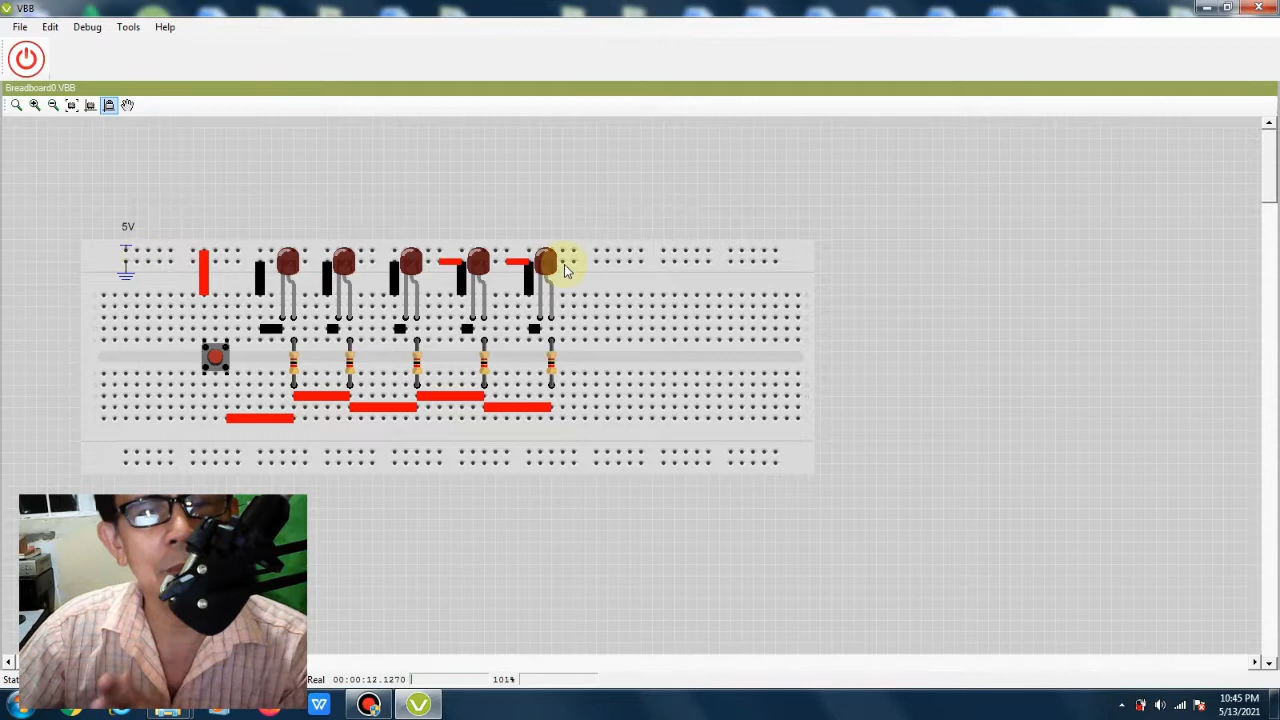 VBB
File Edit Debug Tools Help
Breadboard0.VBB
5V
Stat
Real 00:00:12.1270
101%
10:45 PM
5/13/2021